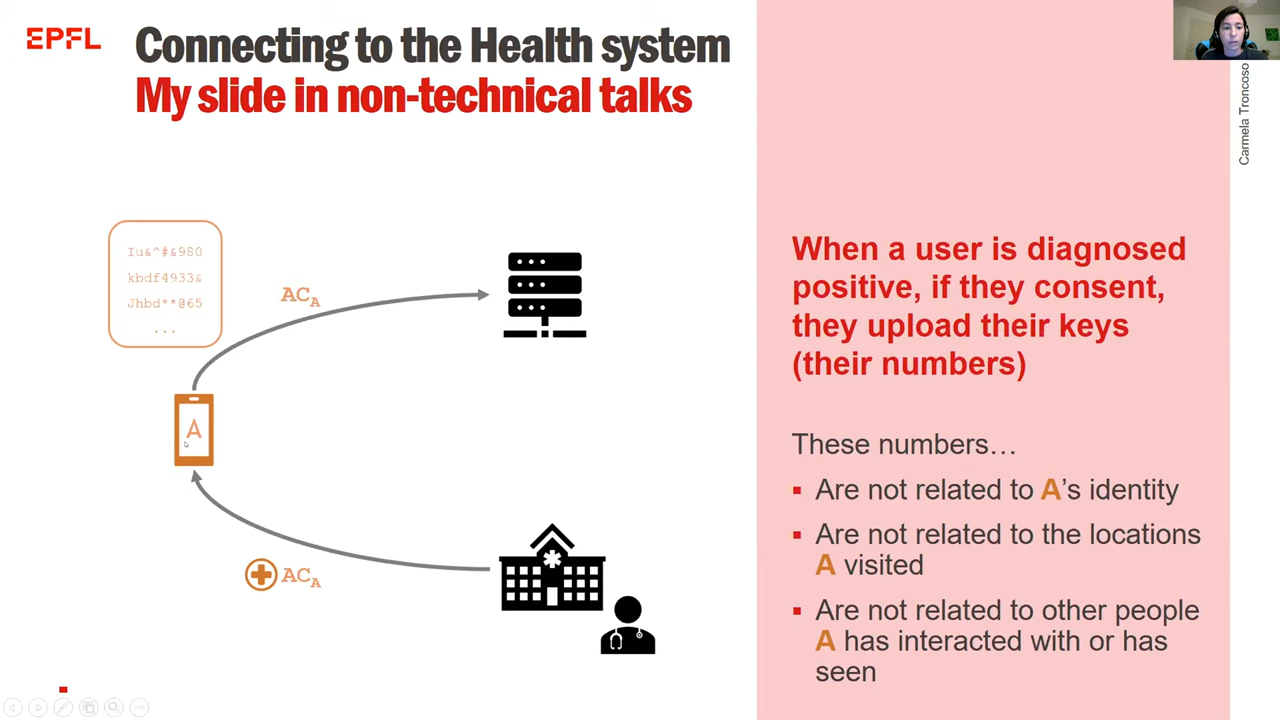 EPFL
Connecting to the Health system
My slide in non-technical talks
Carmela Troncoso
Iu&^#&980
kbdf4933&
Jhbd**@65
...
ACA
A
ACA
When a user is diagnosed
positive, if they consent,
they upload their keys
(their numbers)
These numbers…
▪ Are not related to A's identity
▪ Are not related to the locations
A visited
▪ Are not related to other people
A has interacted with or has
seen